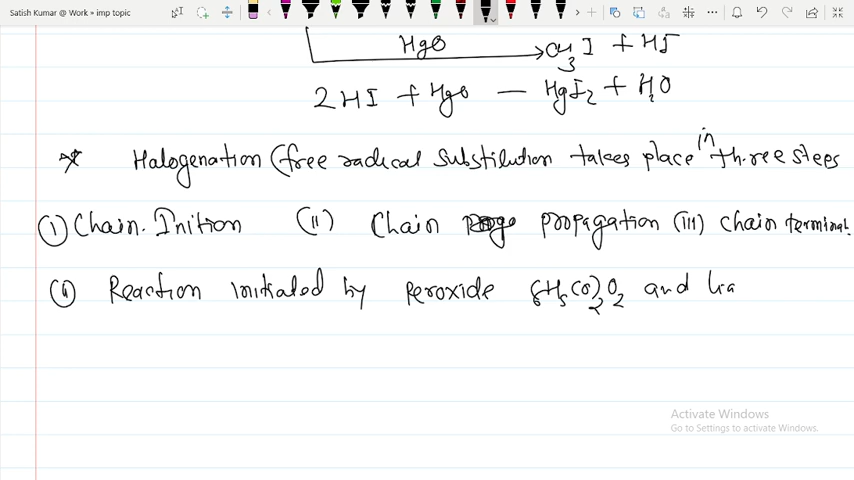 Satish Kumar @ Work » imp topic
HgO
CH3I + HI
2HI + HgO — HgI2 + H2O
Halogenation (free radical substitution takes place in three steps
(i) Chain. Inition (ii) Chain propagation (iii) chain terminat.
(a) Reaction initiated by Peroxide (C6H5CO)2O2 and
Activate Windows
Go to Settings to activate Windows.